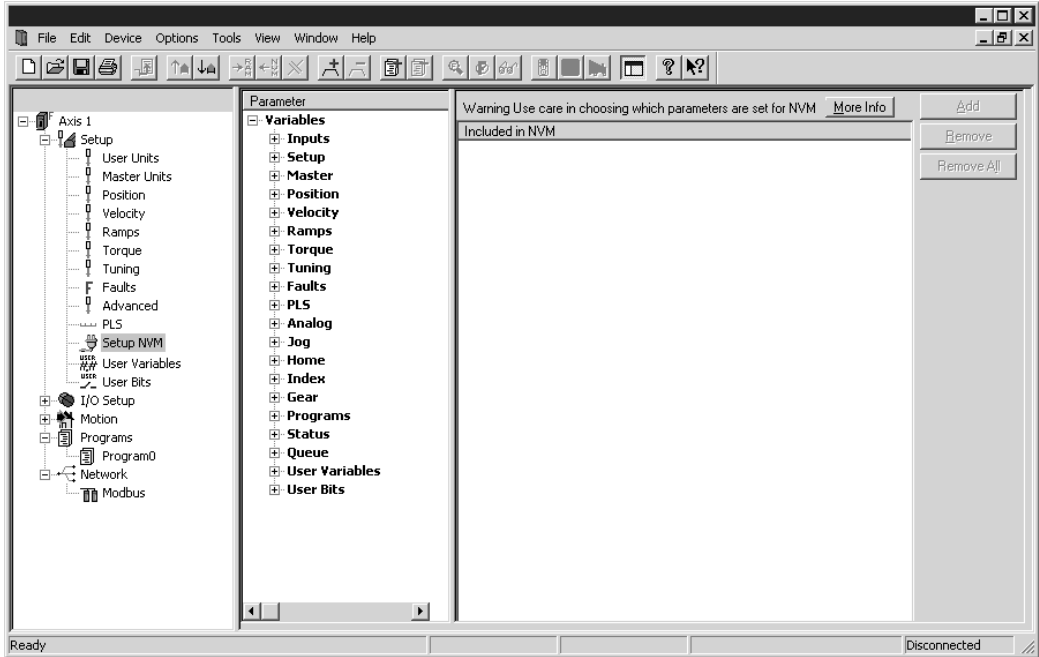 File Edit Device Options Tools View Window Help
Axis 1
Setup
User Units
Master Units
Position
Velocity
Ramps
Torque
Tuning
Faults
Advanced
PLS
Setup NVM
User Variables
User Bits
I/O Setup
Motion
Programs
Program0
Network
Modbus
Parameter
Variables
Inputs
Setup
Master
Position
Velocity
Ramps
Torque
Tuning
Faults
PLS
Analog
Jog
Home
Index
Gear
Programs
Status
Queue
User Variables
User Bits
Warning Use care in choosing which parameters are set for NVM More Info
Included in NVM
Add
Remove
Remove All
Ready
Disconnected